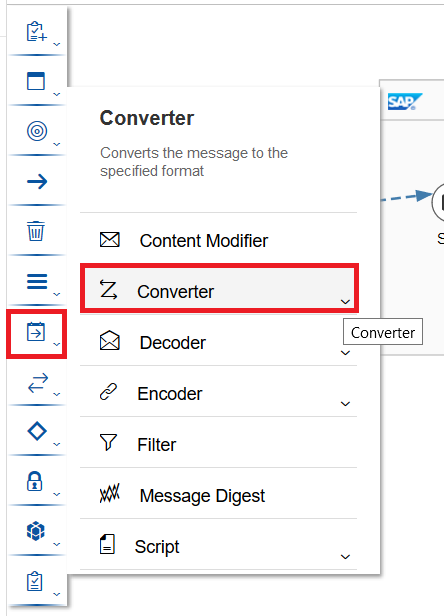 Converter
Converts the message to the
specified format
SAP
Content Modifier
Converter
Converter
Decoder
Encoder
Filter
Message Digest
Script
S